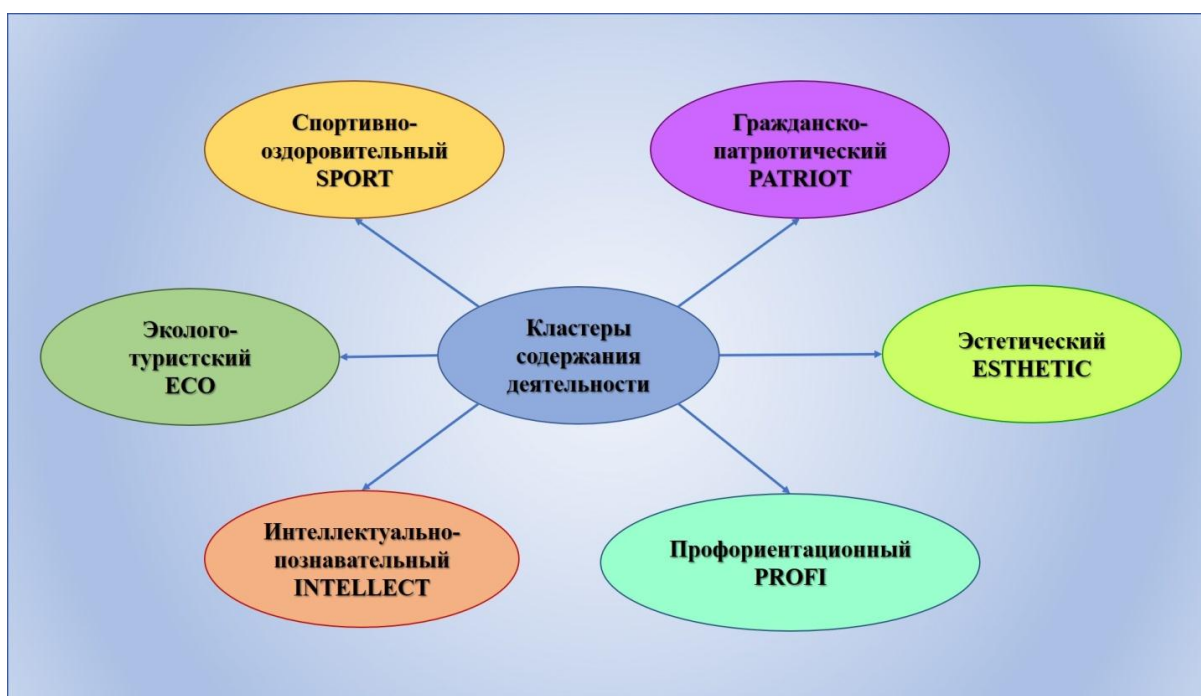 Спортивно-
оздоровительный
SPORT
Гражданско-
патриотический
PATRIOT
Эколого-
туристский
ECO
Кластеры
содержания
деятельности
Эстетический
ESTHETIC
Интеллектуально-
познавательный
INTELLECT
Профориентационный
PROFI